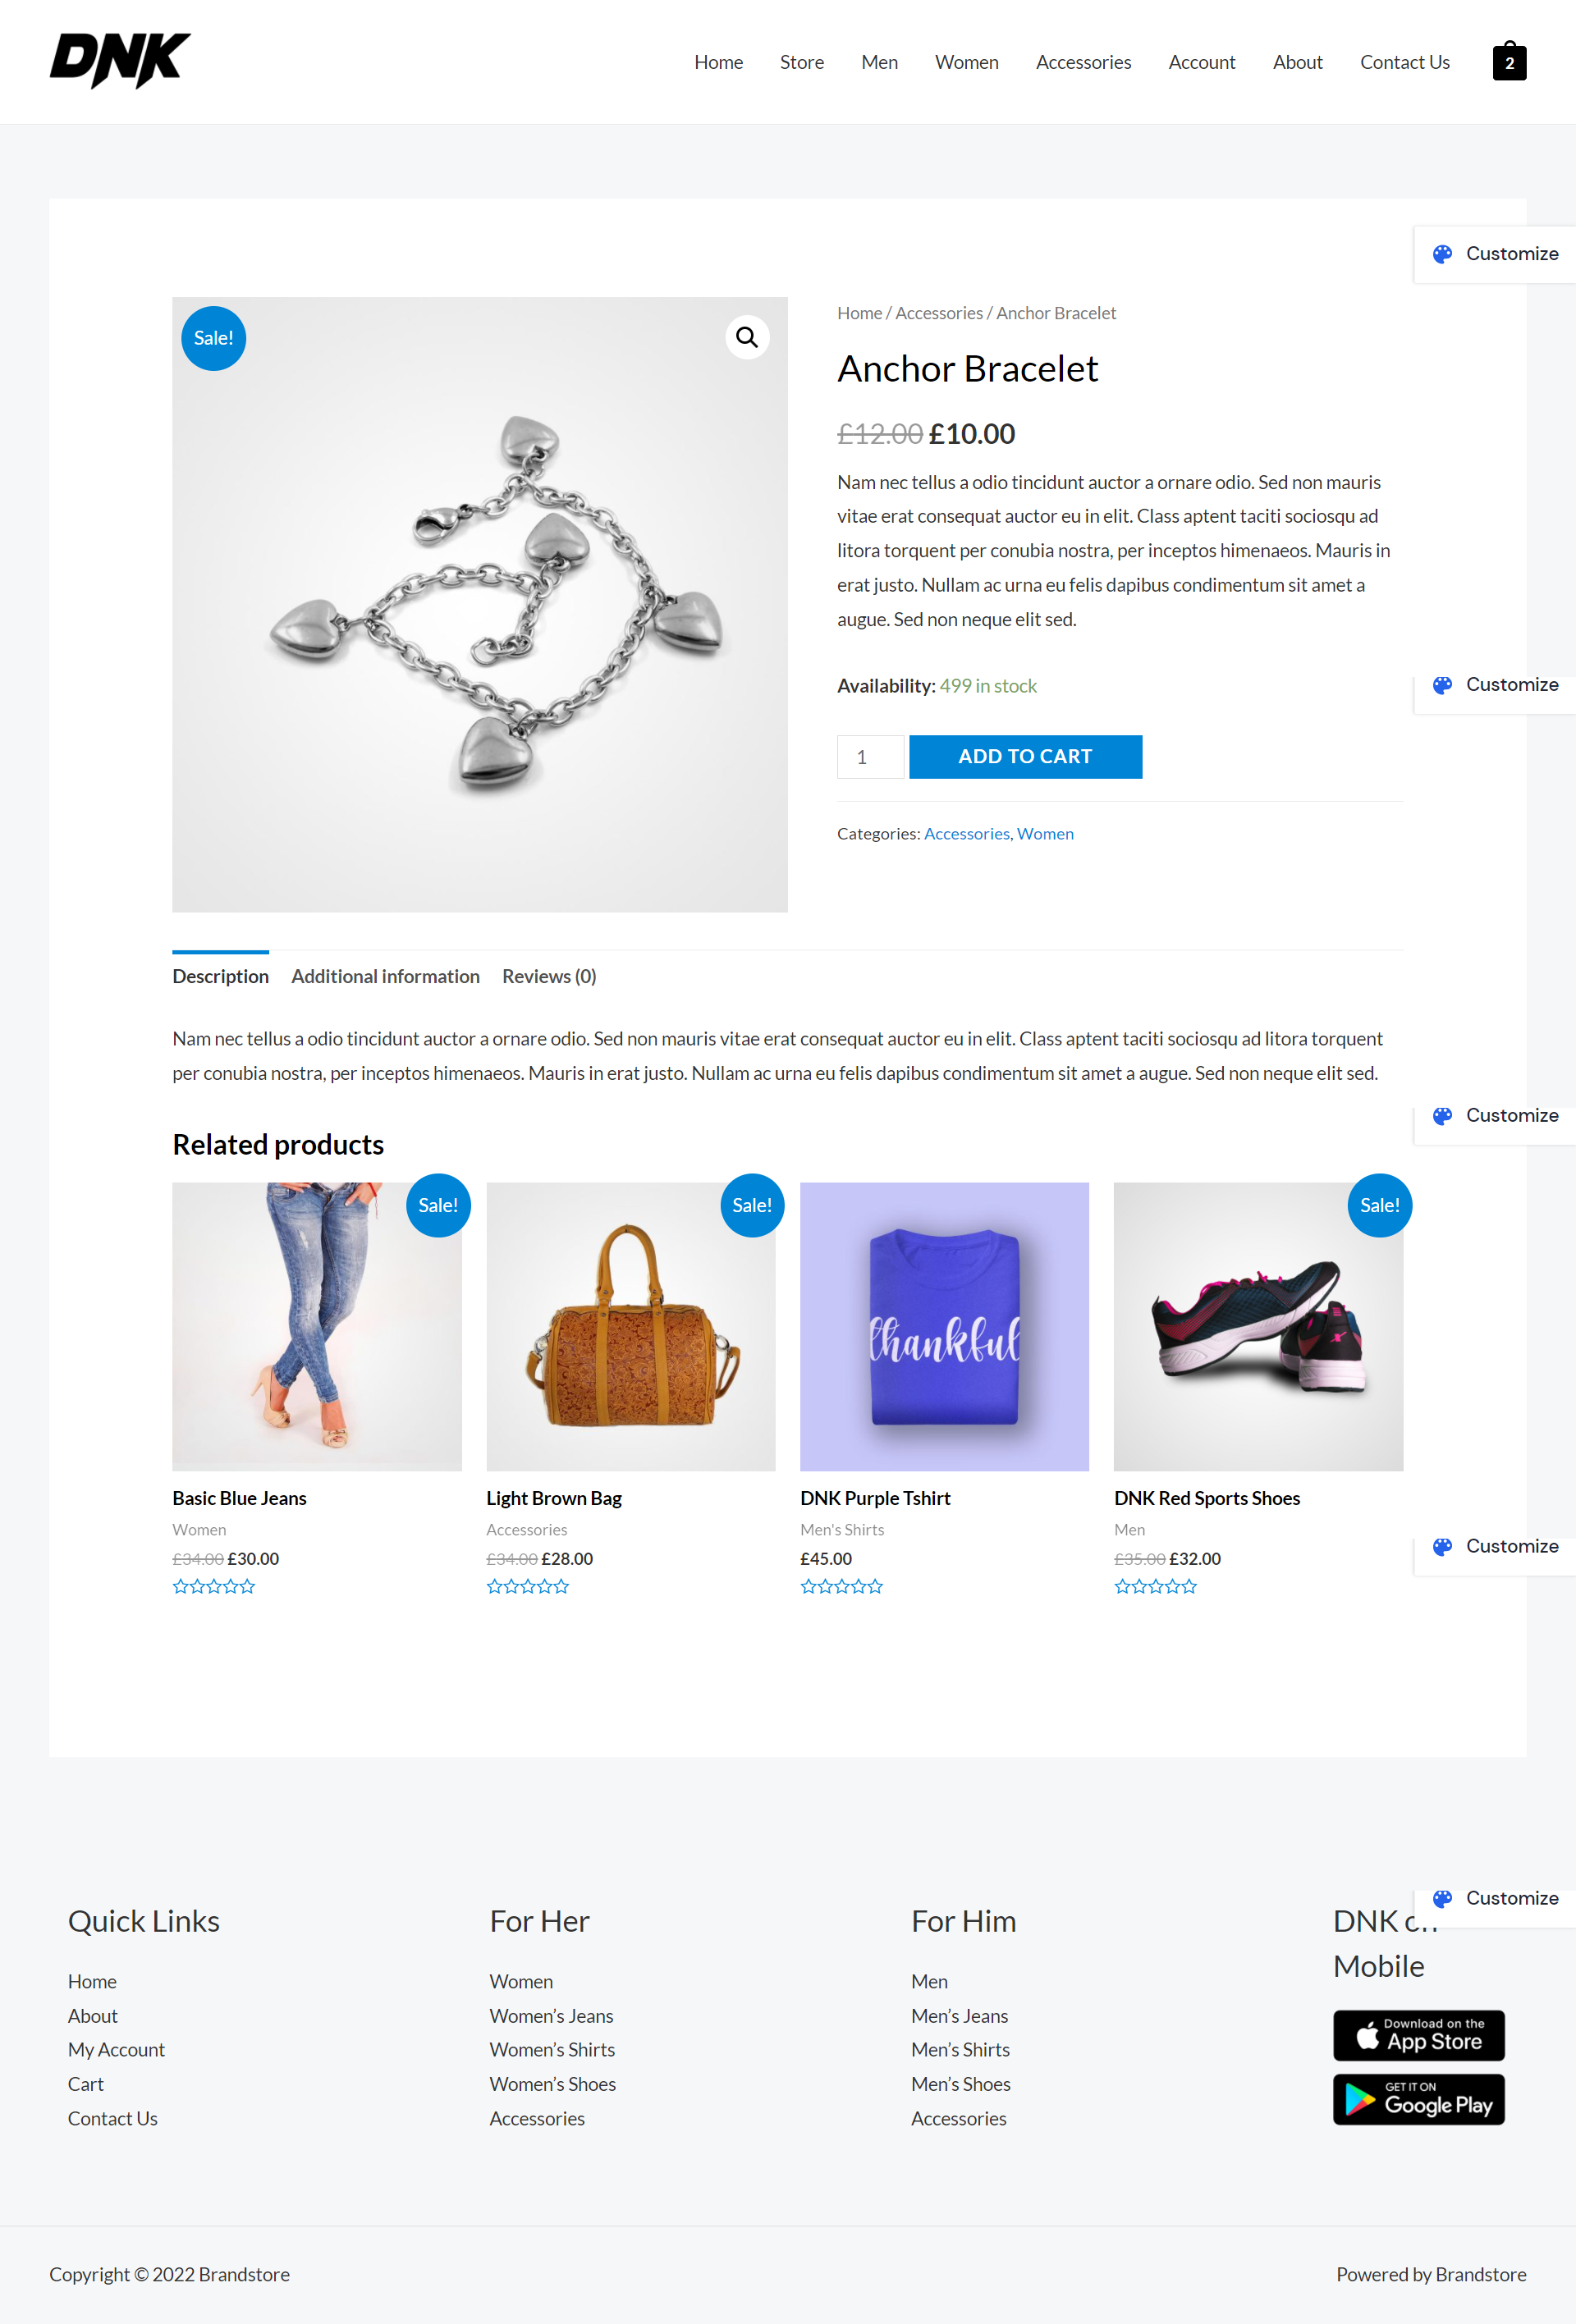 DNK
Home Store Men Women Accessories Account About Contact Us 2
Customize
Sale!
Home / Accessories / Anchor Bracelet
Anchor Bracelet
£12.00 £10.00
Nam nec tellus a odio tincidunt auctor a ornare odio. Sed non mauris
vitae erat consequat auctor eu in elit. Class aptent taciti sociosqu ad
litora torquent per conubia nostra, per inceptos himenaeos. Mauris in
erat justo. Nullam ac urna eu felis dapibus condimentum sit amet a
augue. Sed non neque elit sed.
Availability: 499 in stock
Customize
1 ADD TO CART
Categories: Accessories, Women
Description Additional information Reviews (0)
Nam nec tellus a odio tincidunt auctor a ornare odio. Sed non mauris vitae erat consequat auctor eu in elit. Class aptent taciti sociosqu ad litora torquent
per conubia nostra, per inceptos himenaeos. Mauris in erat justo. Nullam ac urna eu felis dapibus condimentum sit amet a augue. Sed non neque elit sed.
Customize
Related products
Sale!
Basic Blue Jeans
Women
£34.00 £30.00
Sale!
Light Brown Bag
Accessories
£34.00 £28.00
thankful
DNK Purple Tshirt
Men's Shirts
£45.00
Sale!
DNK Red Sports Shoes
Men
£35.00 £32.00
Customize
Quick Links
Home
About
My Account
Cart
Contact Us
For Her
Women
Women’s Jeans
Women’s Shirts
Women’s Shoes
Accessories
For Him
Men
Men’s Jeans
Men’s Shirts
Men’s Shoes
Accessories
Customize
DNK on
Mobile
Download on the
App Store
GET IT ON
Google Play
Copyright © 2022 Brandstore
Powered by Brandstore